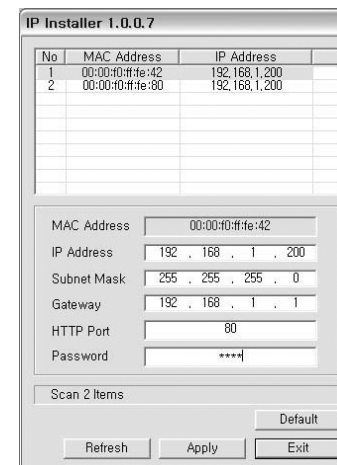 IP Installer 1.0.0.7
No MAC Address IP Address
1 00:00:f0:ff:fe:42 192,168,1,200
2 00:00:f0:ff:fe:80 192,168,1,200
MAC Address 00:00:f0:ff:fe:42
IP Address 192 . 168 . 1 . 200
Subnet Mask 255 . 255 . 255 . 0
Gateway 192 . 168 . 1 . 1
HTTP Port 80
Password ****
Scan 2 Items
Default
Refresh Apply Exit